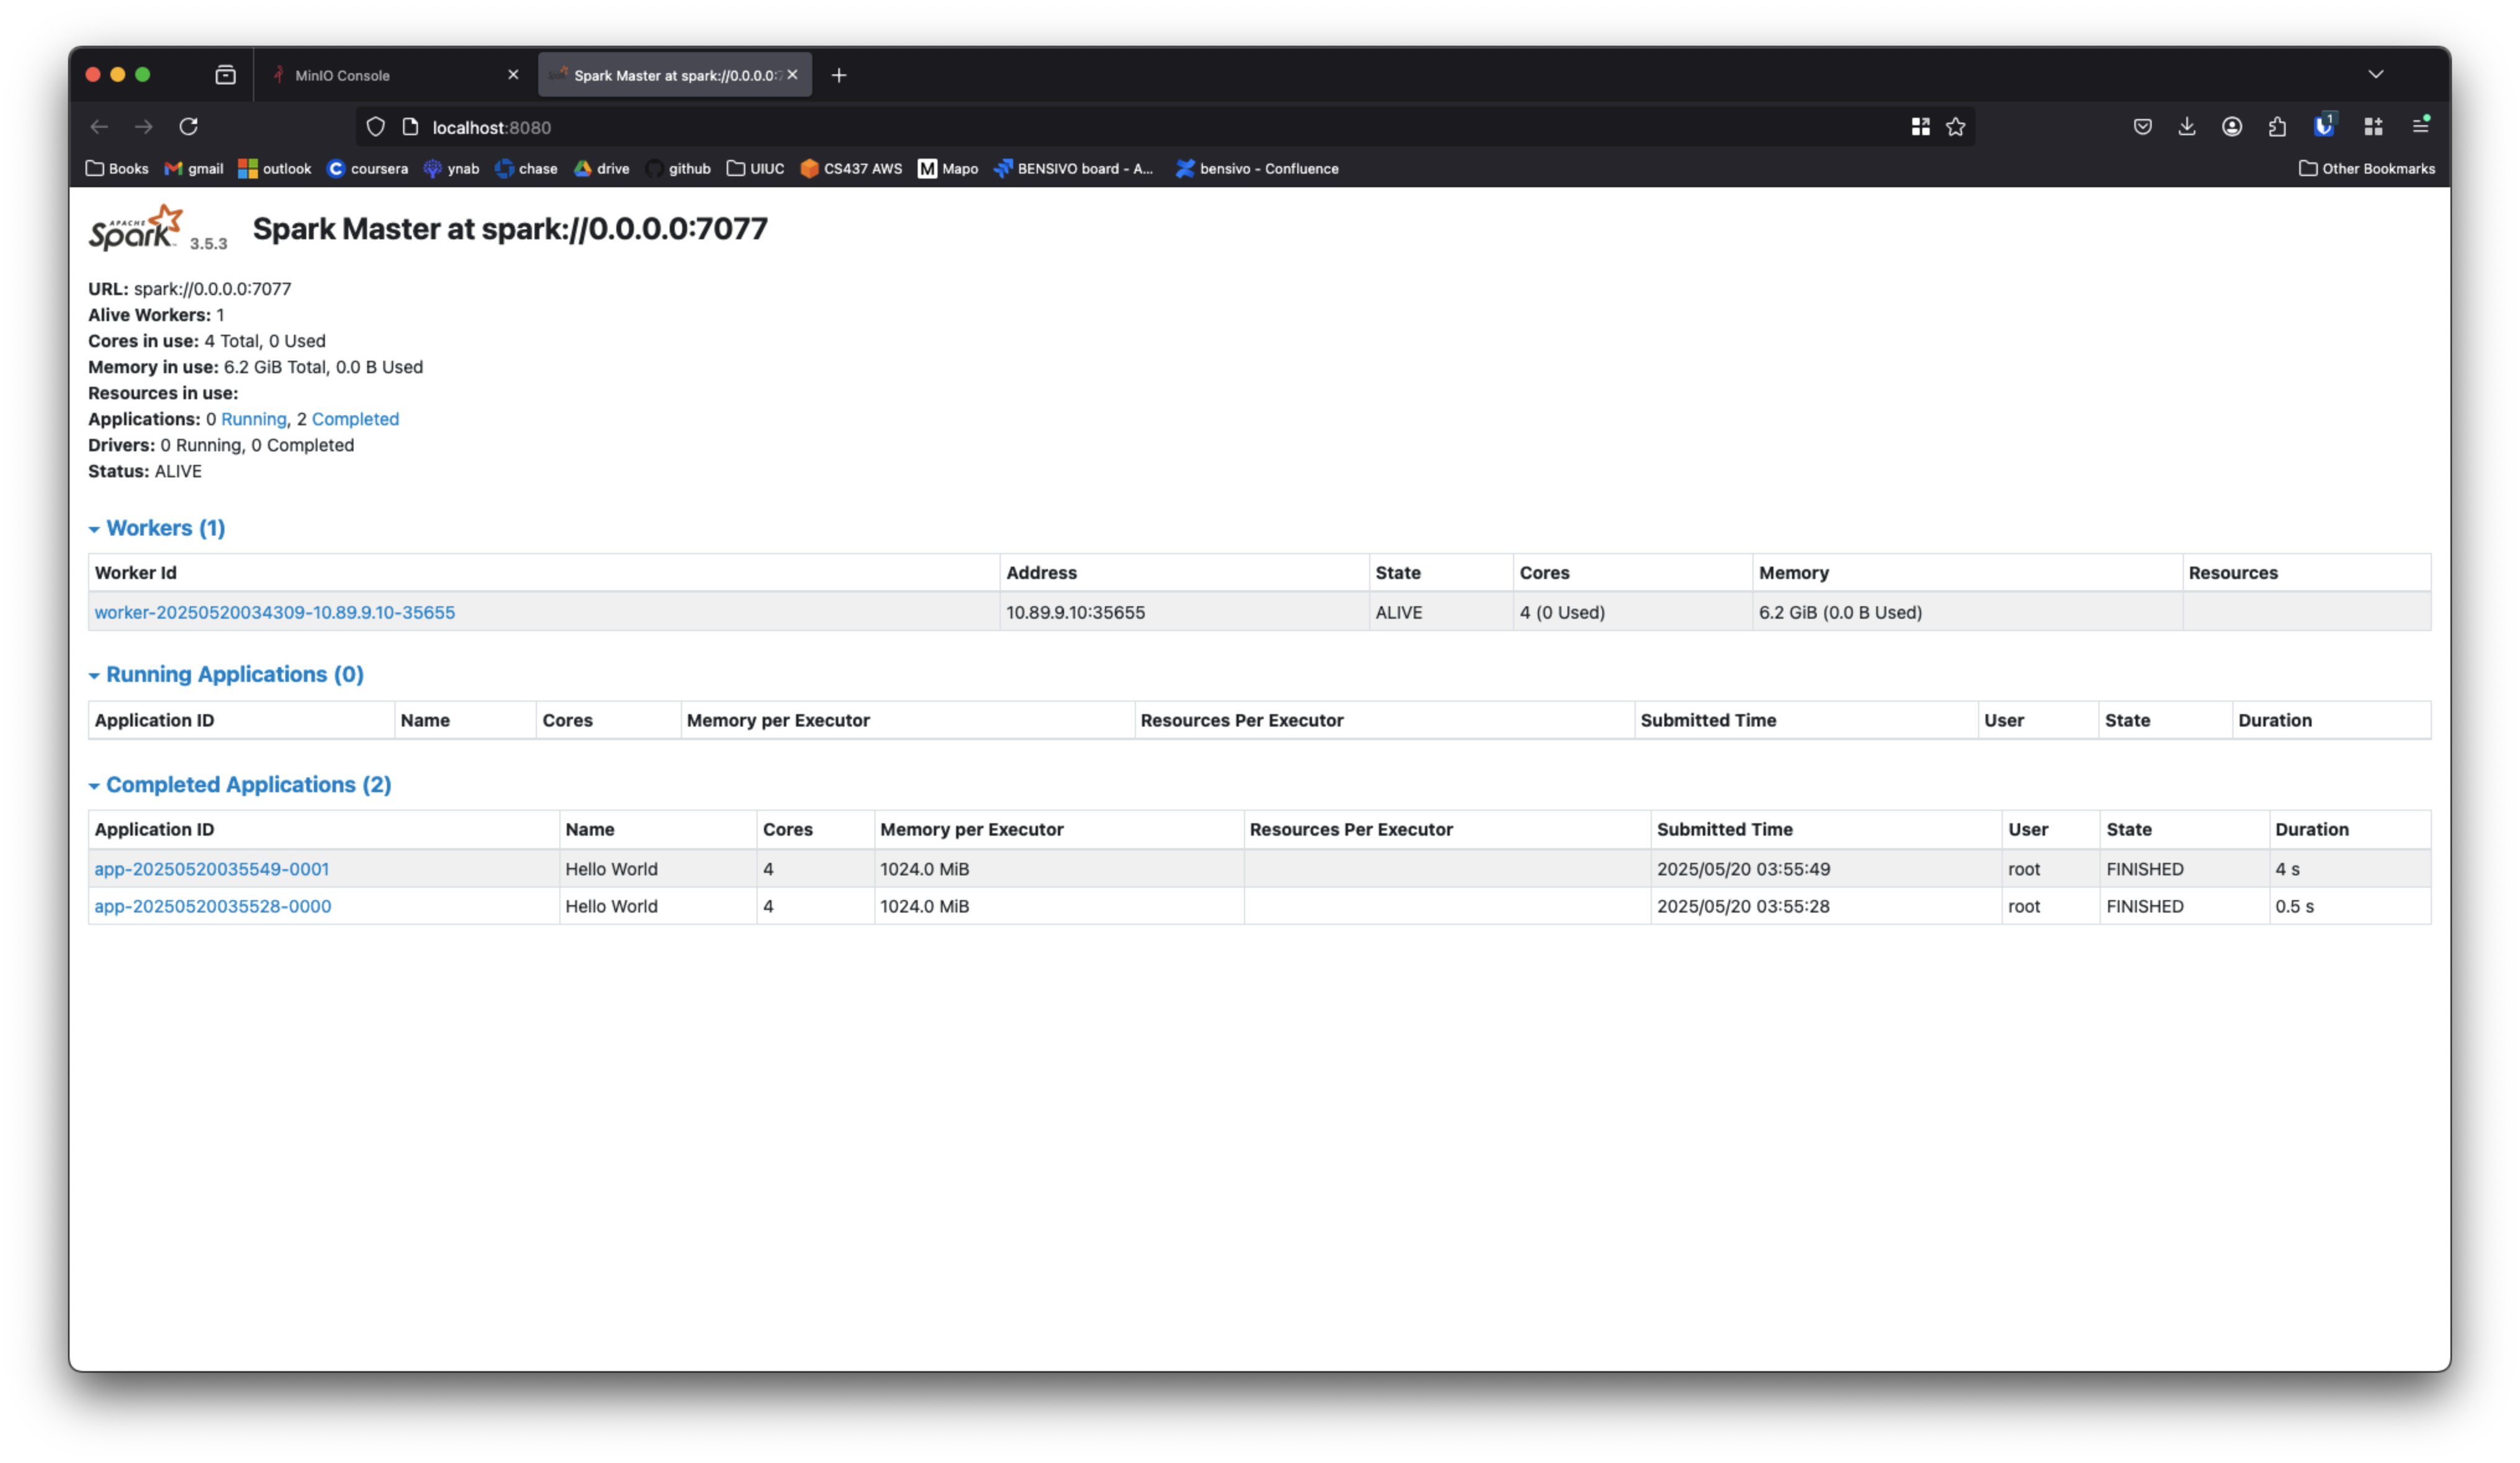 MinIO Console
Spark Master at spark://0.0.0.0:7
localhost:8080
Books gmail outlook coursera ynab chase drive github UIUC CS437 AWS Mapo BENSIVO board - A... bensivo - Confluence Other Bookmarks
APACHE Spark 3.5.3 Spark Master at spark://0.0.0.0:7077
URL: spark://0.0.0.0:7077
Alive Workers: 1
Cores in use: 4 Total, 0 Used
Memory in use: 6.2 GiB Total, 0.0 B Used
Resources in use:
Applications: 0 Running, 2 Completed
Drivers: 0 Running, 0 Completed
Status: ALIVE
Workers (1)
Worker Id Address State Cores Memory Resources
worker-20250520034309-10.89.9.10-35655 10.89.9.10:35655 ALIVE 4 (0 Used) 6.2 GiB (0.0 B Used)
Running Applications (0)
Application ID Name Cores Memory per Executor Resources Per Executor Submitted Time User State Duration
Completed Applications (2)
Application ID Name Cores Memory per Executor Resources Per Executor Submitted Time User State Duration
app-20250520035549-0001 Hello World 4 1024.0 MiB 2025/05/20 03:55:49 root FINISHED 4 s
app-20250520035528-0000 Hello World 4 1024.0 MiB 2025/05/20 03:55:28 root FINISHED 0.5 s